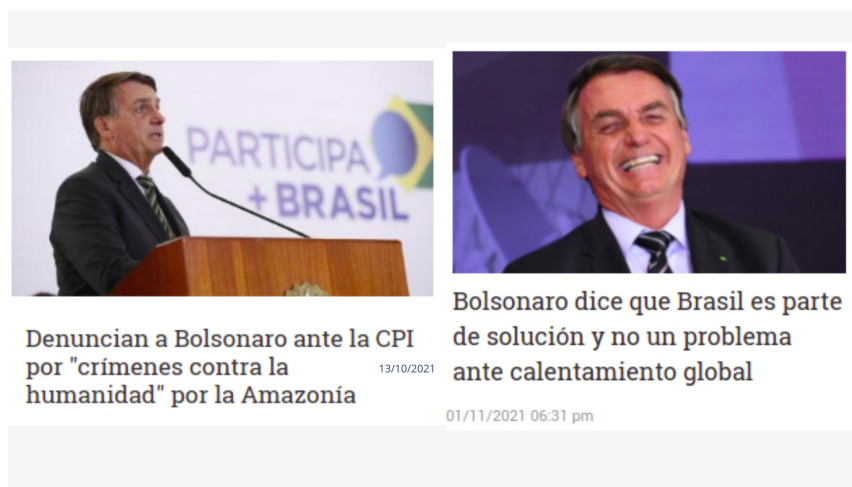 PARTICIPA
+ BRASIL
Denuncian a Bolsonaro ante la CPI
por "crímenes contra la
humanidad" por la Amazonía
13/10/2021
Bolsonaro dice que Brasil es parte
de solución y no un problema
ante calentamiento global
01/11/2021 06:31 pm